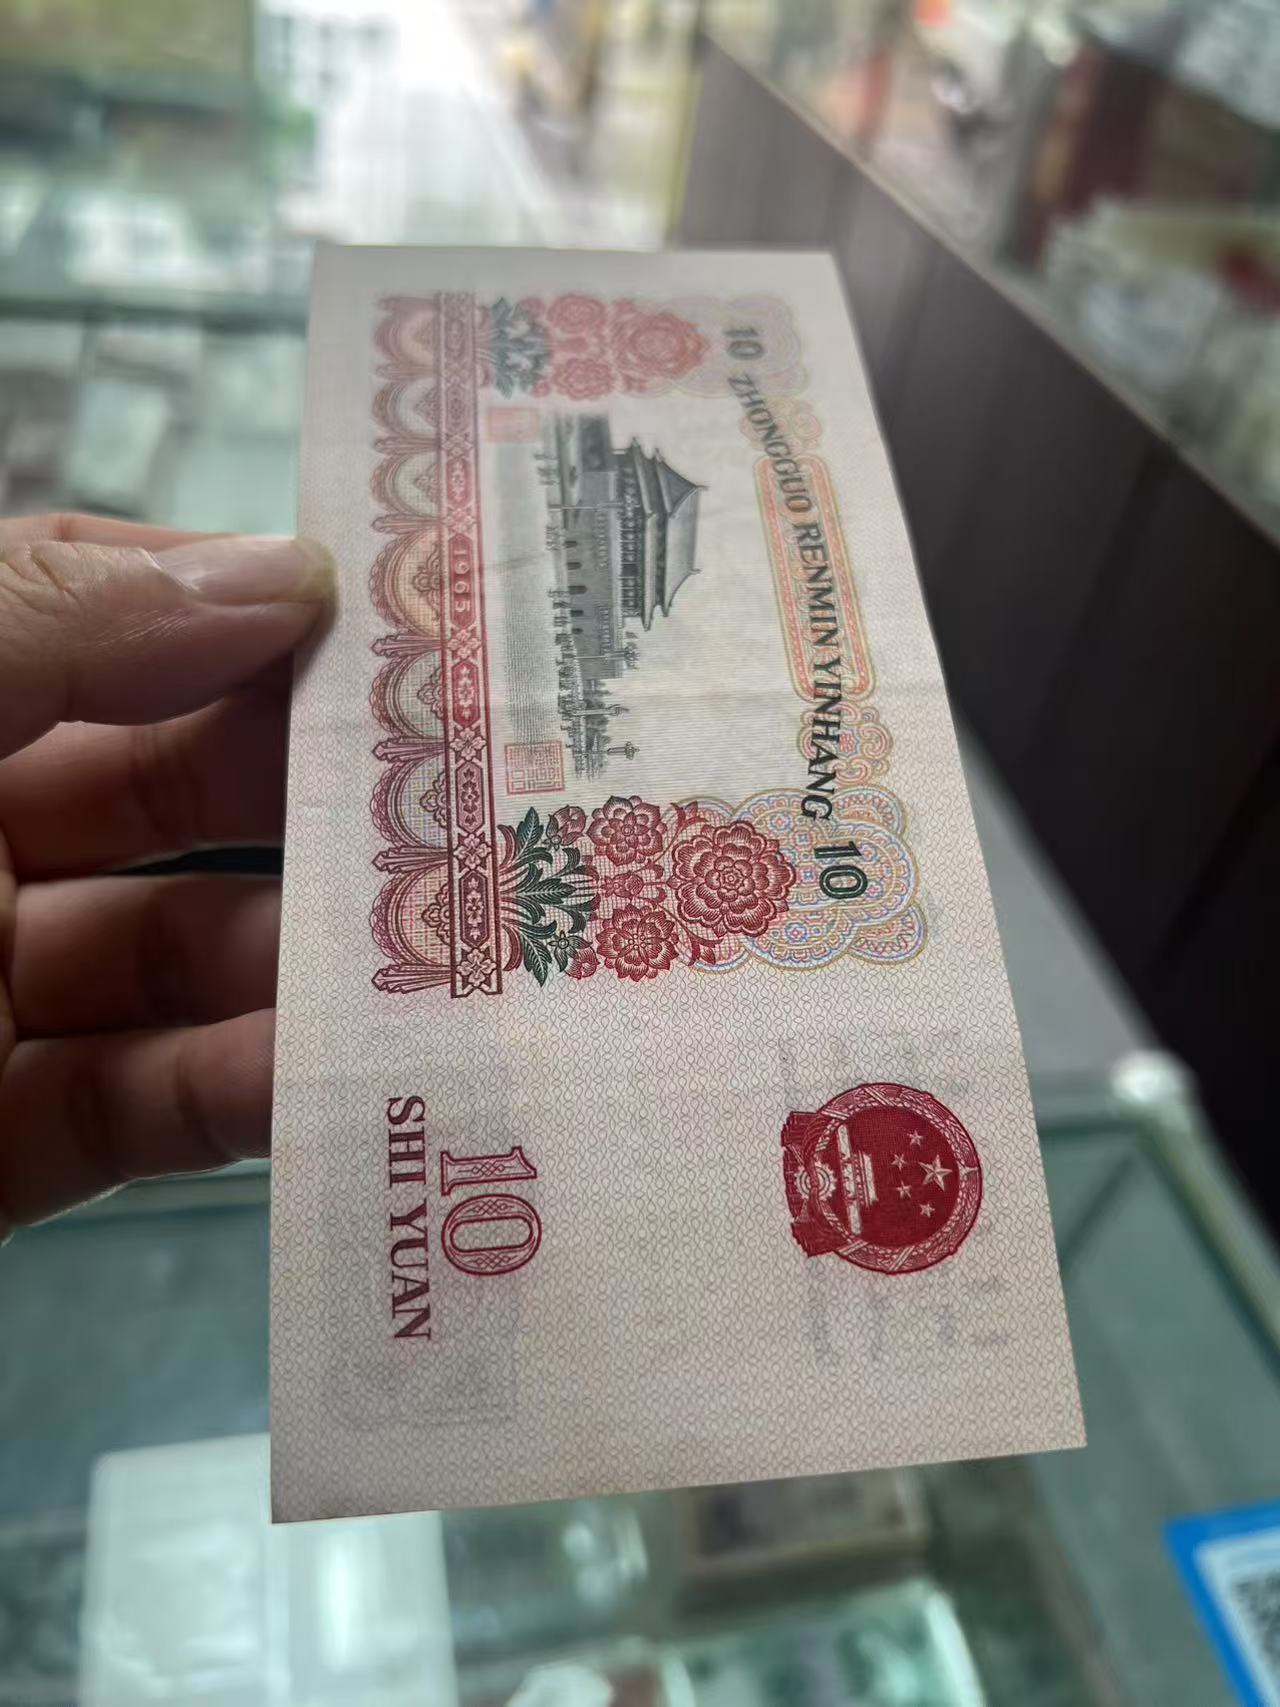 10 ZHONGGUO RENMIN YINHANG 10
1965
10
SHI YUAN